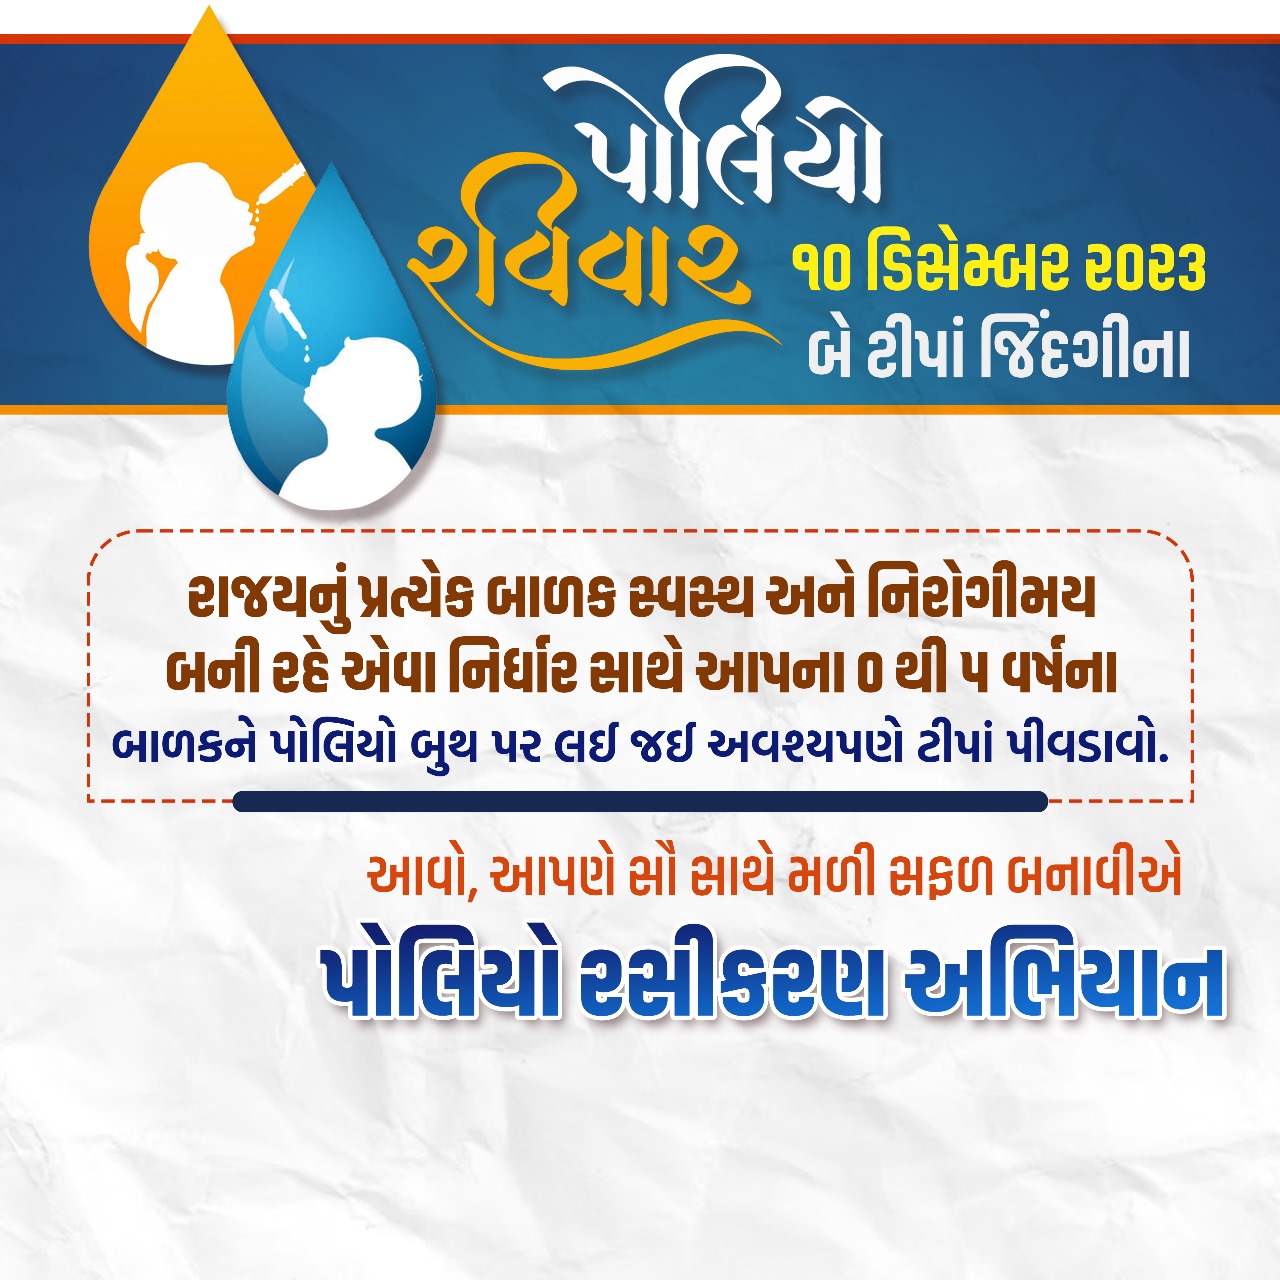 પોલિયો
રવિવાર
૧૦ ડિસેમ્બર ૨૦૨૩
બે ટીપાં જિંદગીના
રાજયનું પ્રત્યેક બાળક સ્વસ્થ અને નિરોગીમય
બની રહે એવા નિર્ધાર સાથે આપના ૦ થી ૫ વર્ષના
બાળકને પોલિયો બુથ પર લઈ જઈ અવશ્યપણે ટીપાં પીવડાવો.
આવો, આપણે સૌ સાથે મળી સફળ બનાવીએ
પોલિયો રસીકરણ અભિયાન